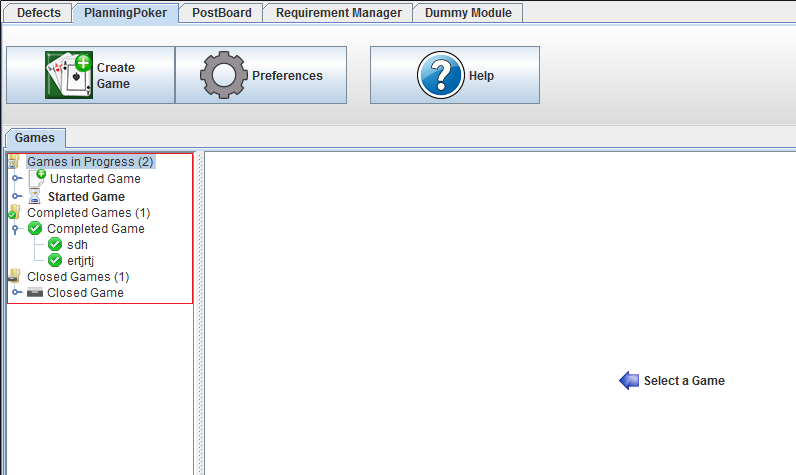 Defects PlanningPoker PostBoard Requirement Manager Dummy Module
Create
Game
Preferences
Help
Games
Games in Progress (2)
Unstarted Game
Started Game
Completed Games (1)
Completed Game
sdh
ertjrtj
Closed Games (1)
Closed Game
Select a Game